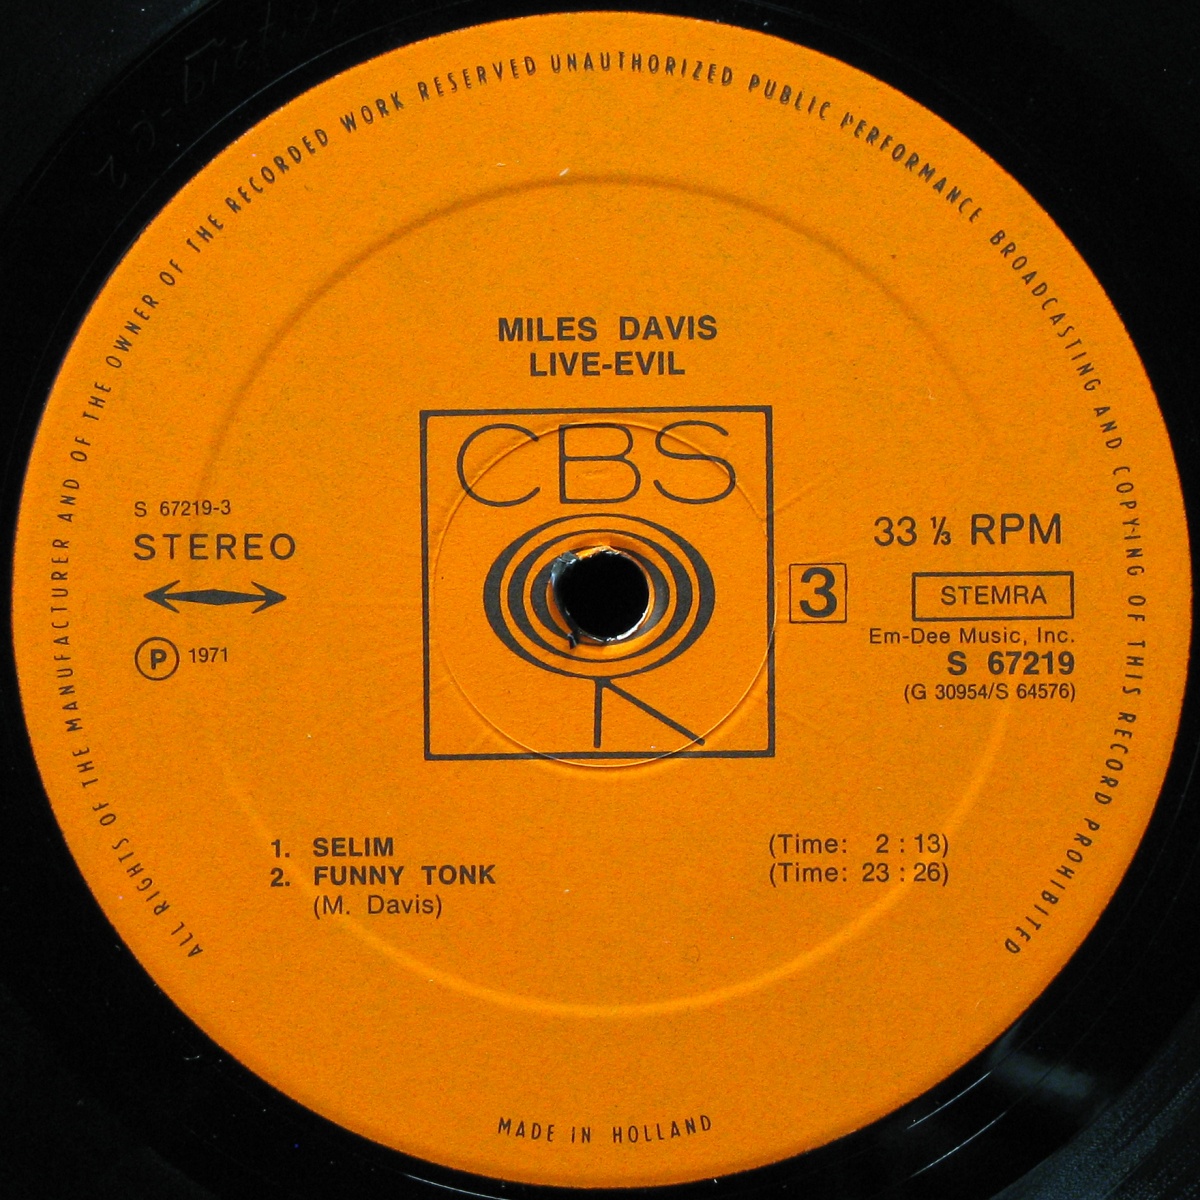 ALL RIGHTS OF THE MANUFACTURER AND OF THE OWNER OF THE RECORDED WORK RESERVED UNAUTHORIZED PUBLIC PERFORMANCE BROADCASTING AND COPYING OF THIS RECORD PROHIBITED
MILES DAVIS
LIVE-EVIL
CBS
S 67219-3
STEREO
P 1971
33 ⅓ RPM
3
STEMRA
Em-Dee Music, Inc.
S 67219
(G 30954/S 64576)
1. SELIM (Time: 2 : 13)
2. FUNNY TONK (Time: 23 : 26)
(M. Davis)
MADE IN HOLLAND